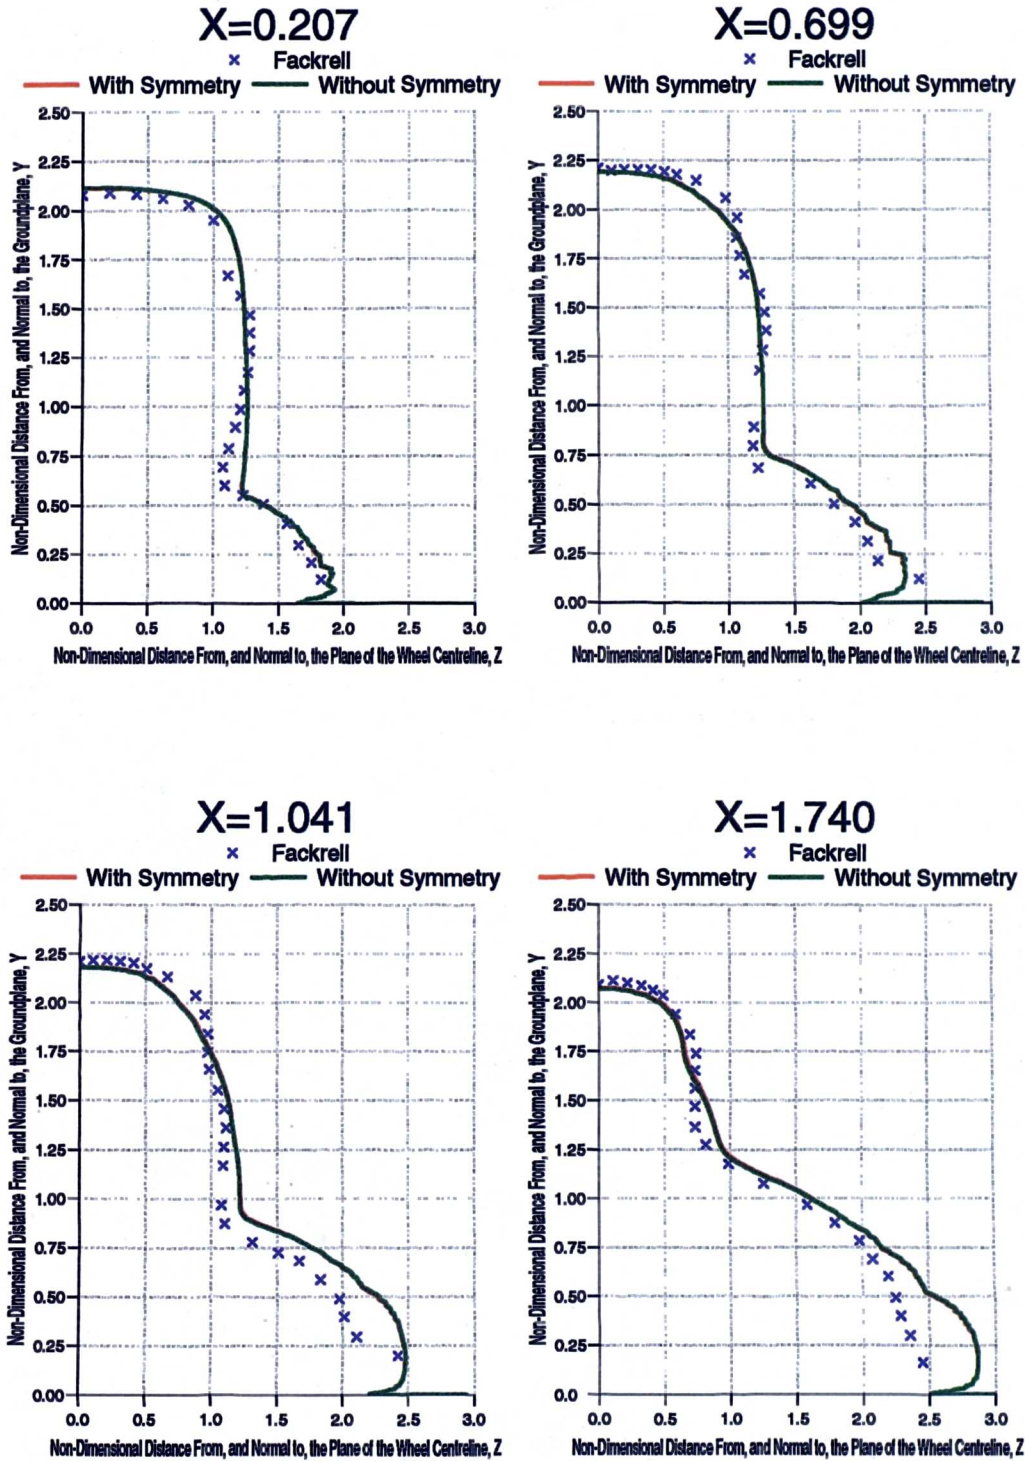 X=0.207
× Fackrell
With Symmetry Without Symmetry
Non-Dimensional Distance From, and Normal to, the Groundplane, Y
2.50
2.25
2.00
1.75
1.50
1.25
1.00
0.75
0.50
0.25
0.00
0.0 0.5 1.0 1.5 2.0 2.5 3.0
Non-Dimensional Distance From, and Normal to, the Plane of the Wheel Centreline, Z
X=0.699
× Fackrell
With Symmetry Without Symmetry
Non-Dimensional Distance From, and Normal to, the Groundplane, Y
2.50
2.25
2.00
1.75
1.50
1.25
1.00
0.75
0.50
0.25
0.00
0.0 0.5 1.0 1.5 2.0 2.5 3.0
Non-Dimensional Distance From, and Normal to, the Plane of the Wheel Centreline, Z
X=1.041
× Fackrell
With Symmetry Without Symmetry
Non-Dimensional Distance From, and Normal to, the Groundplane, Y
2.50
2.25
2.00
1.75
1.50
1.25
1.00
0.75
0.50
0.25
0.00
0.0 0.5 1.0 1.5 2.0 2.5 3.0
Non-Dimensional Distance From, and Normal to, the Plane of the Wheel Centreline, Z
X=1.740
× Fackrell
With Symmetry Without Symmetry
Non-Dimensional Distance From, and Normal to, the Groundplane, Y
2.50
2.25
2.00
1.75
1.50
1.25
1.00
0.75
0.50
0.25
0.0
0.0 0.5 1.0 1.5 2.0 2.5 3.0
Non-Dimensional Distance From, and Normal to, the Plane of the Wheel Centreline, Z